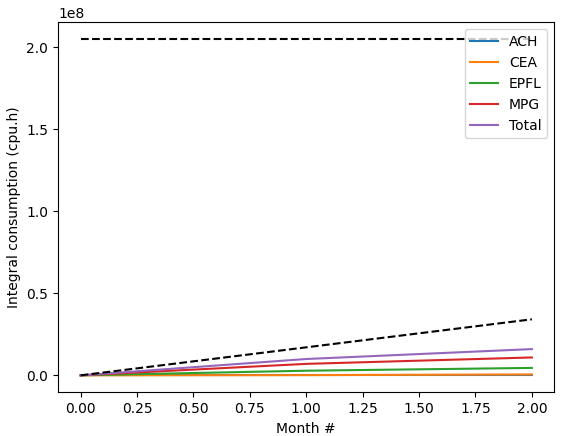 1e8
2.0
1.5
1.0
0.5
0.0
Integral consumption (cpu.h)
ACH
CEA
EPFL
MPG
Total
0.00 0.25 0.50 0.75 1.00 1.25 1.50 1.75 2.00
Month #